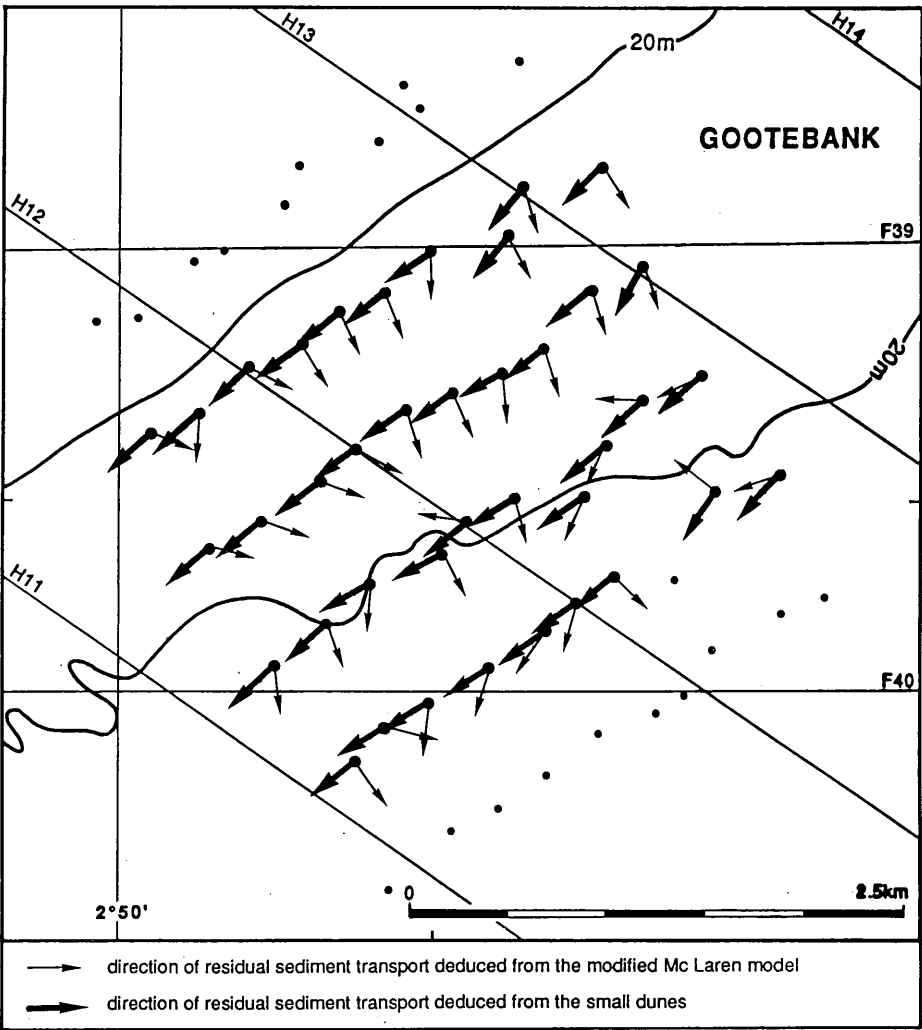 H13
H14
20m
GOOTEBANK
H12
F39
20m
H11
F40
0
2.5km
2°50'
direction of residual sediment transport deduced from the modified Mc Laren model
direction of residual sediment transport deduced from the small dunes